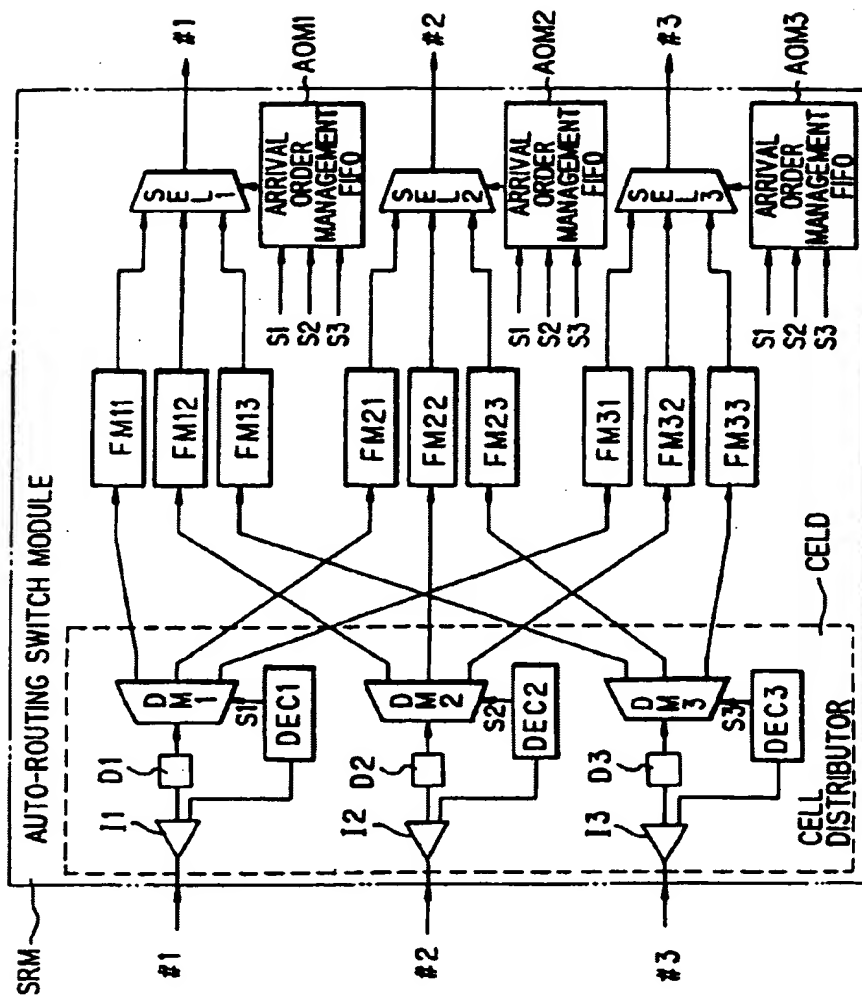 SRM
AUTO-ROUTING SWITCH MODULE
#1
I1
D1
DM1
S1
DEC1
FM11
FM12
FM13
SEL1
#1
S1
S2
S3
ARRIVAL
ORDER
MANAGEMENT
FIFO
AOM1
#2
I2
D2
DM2
S2
DEC2
FM21
FM22
FM23
SEL2
#2
S1
S2
S3
ARRIVAL
ORDER
MANAGEMENT
FIFO
AOM2
#3
I3
D3
DM3
S3
DEC3
FM31
FM32
FM33
SEL3
#3
S1
S2
S3
ARRIVAL
ORDER
MANAGEMENT
FIFO
AOM3
CELL
DISTRIBUTOR
CELD